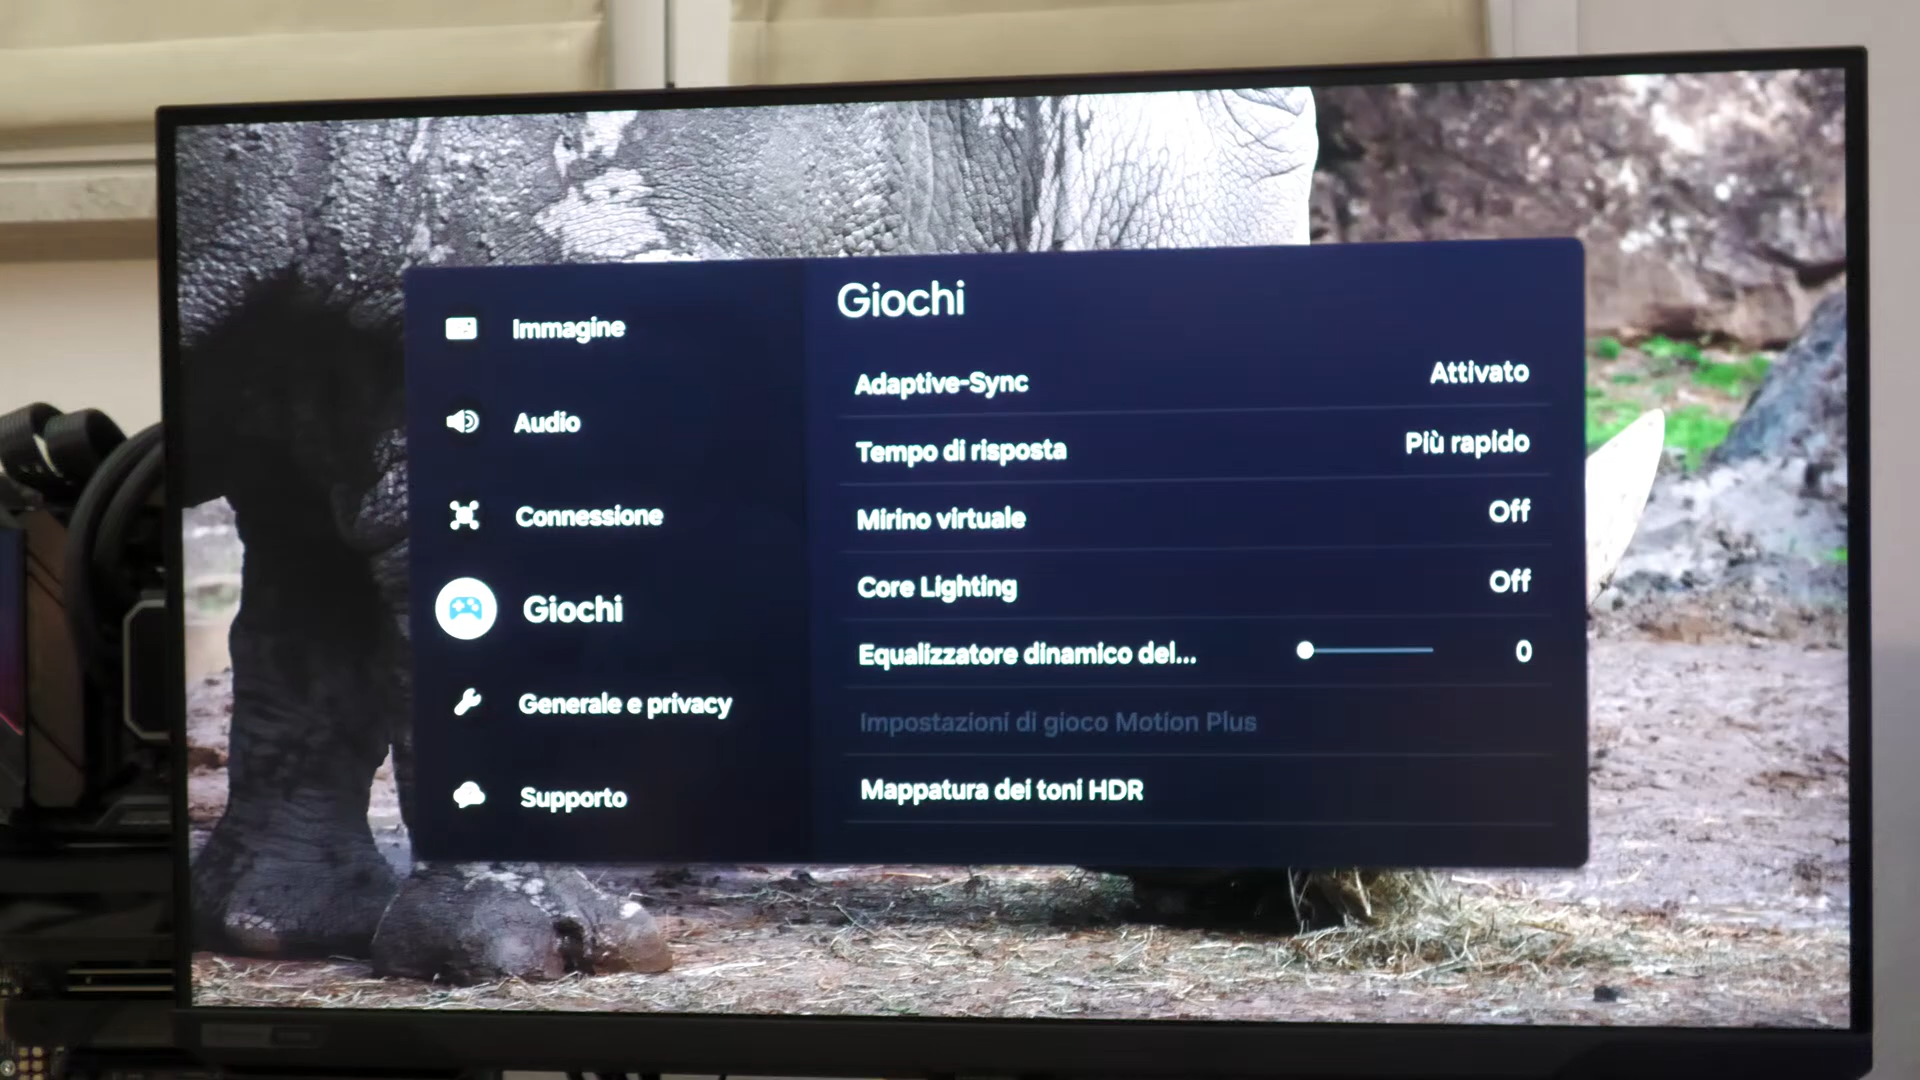 Immagine
Audio
Connessione
Giochi
Generale e privacy
Supporto
Giochi
Adaptive-Sync Attivato
Tempo di risposta Più rapido
Mirino virtuale Off
Core Lighting Off
Equalizzatore dinamico del... 0
Impostazioni di gioco Motion Plus
Mappatura dei toni HDR